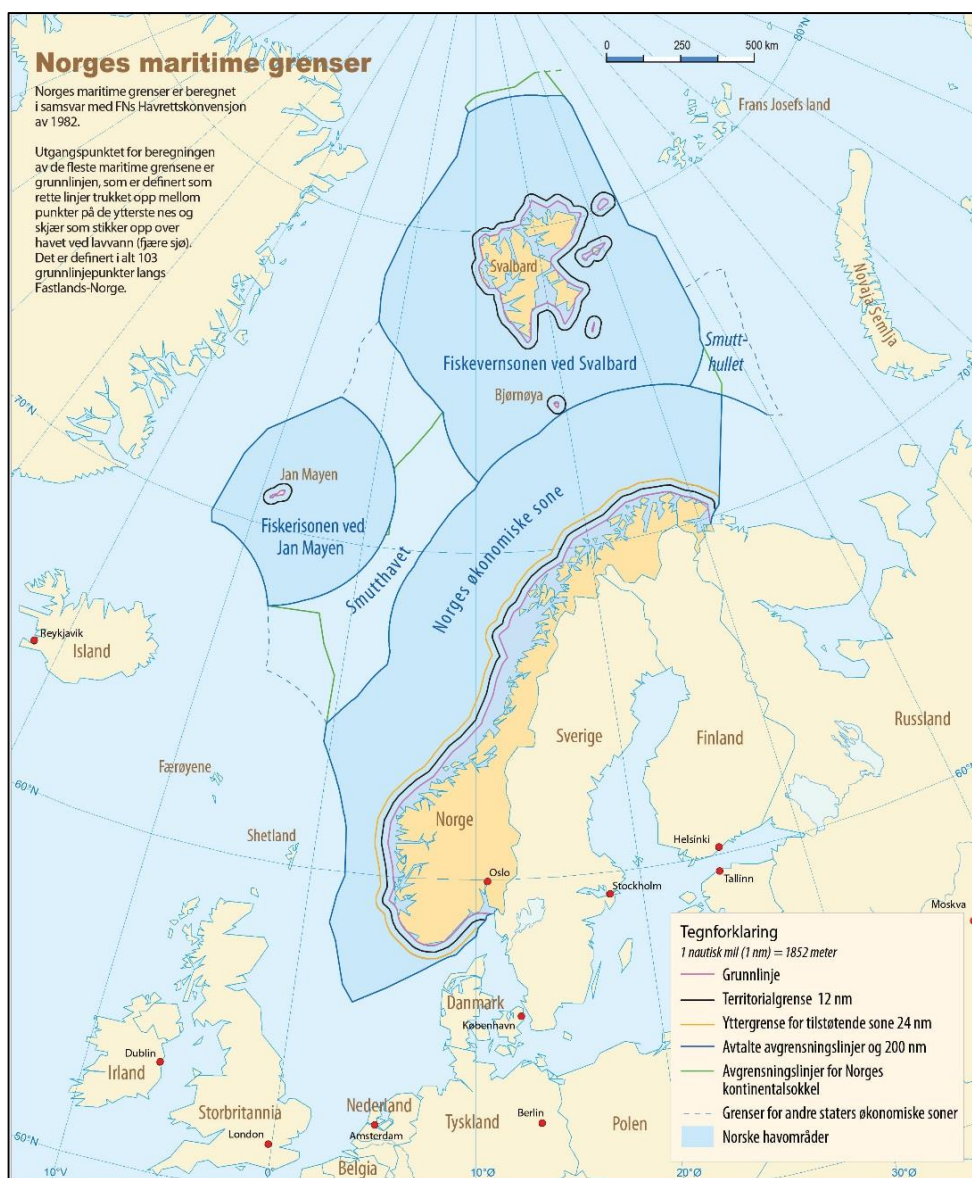 Norges maritime grenser
Norges maritime grenser er beregnet
i samsvar med FNs Havrettskonvensjon
av 1982.
Utgangspunktet for beregningen
av de fleste maritime grensene er
grunnlinjen, som er definert som
rette linjer trukket opp mellom
punkter på de ytterste nes og
skjær som stikker opp over
havet ved lavvann (fjære sjø).
Det er definert i alt 103
grunnlinjepunkter langs
Fastlands-Norge.
0 250 500 km
80°N
Frans Josefs land
Novaja Semlja
Svalbard
Smutt-
hullet
Fiskevernsonen ved Svalbard
Bjørnøya
70°N
70°N
Jan Mayen
Fiskerisonen ved
Jan Mayen
Smutthavet
Norges økonomiske sone
Reykjavik
Island
Sverige
Finland
Russland
Færøyene
60°N
60°N
Shetland
Norge
Oslo
Helsinki
Tallinn
Stockholm
Moskva
Danmark
København
Dublin
Irland
Storbritannia
London
Nederland
Amsterdam
Belgia
Tyskland
Berlin
Polen
50°N
10°V
0°
10°Ø
20°Ø
30°Ø
Tegnforklaring
1 nautisk mil (1 nm) = 1852 meter
Grunnlinje
Territorialgrense 12 nm
Yttergrense for tilstøtende sone 24 nm
Avtalte avgrensningslinjer og 200 nm
Avgrensningslinjer for Norges
kontinentalsokkel
Grenser for andre staters økonomiske soner
Norske havområder